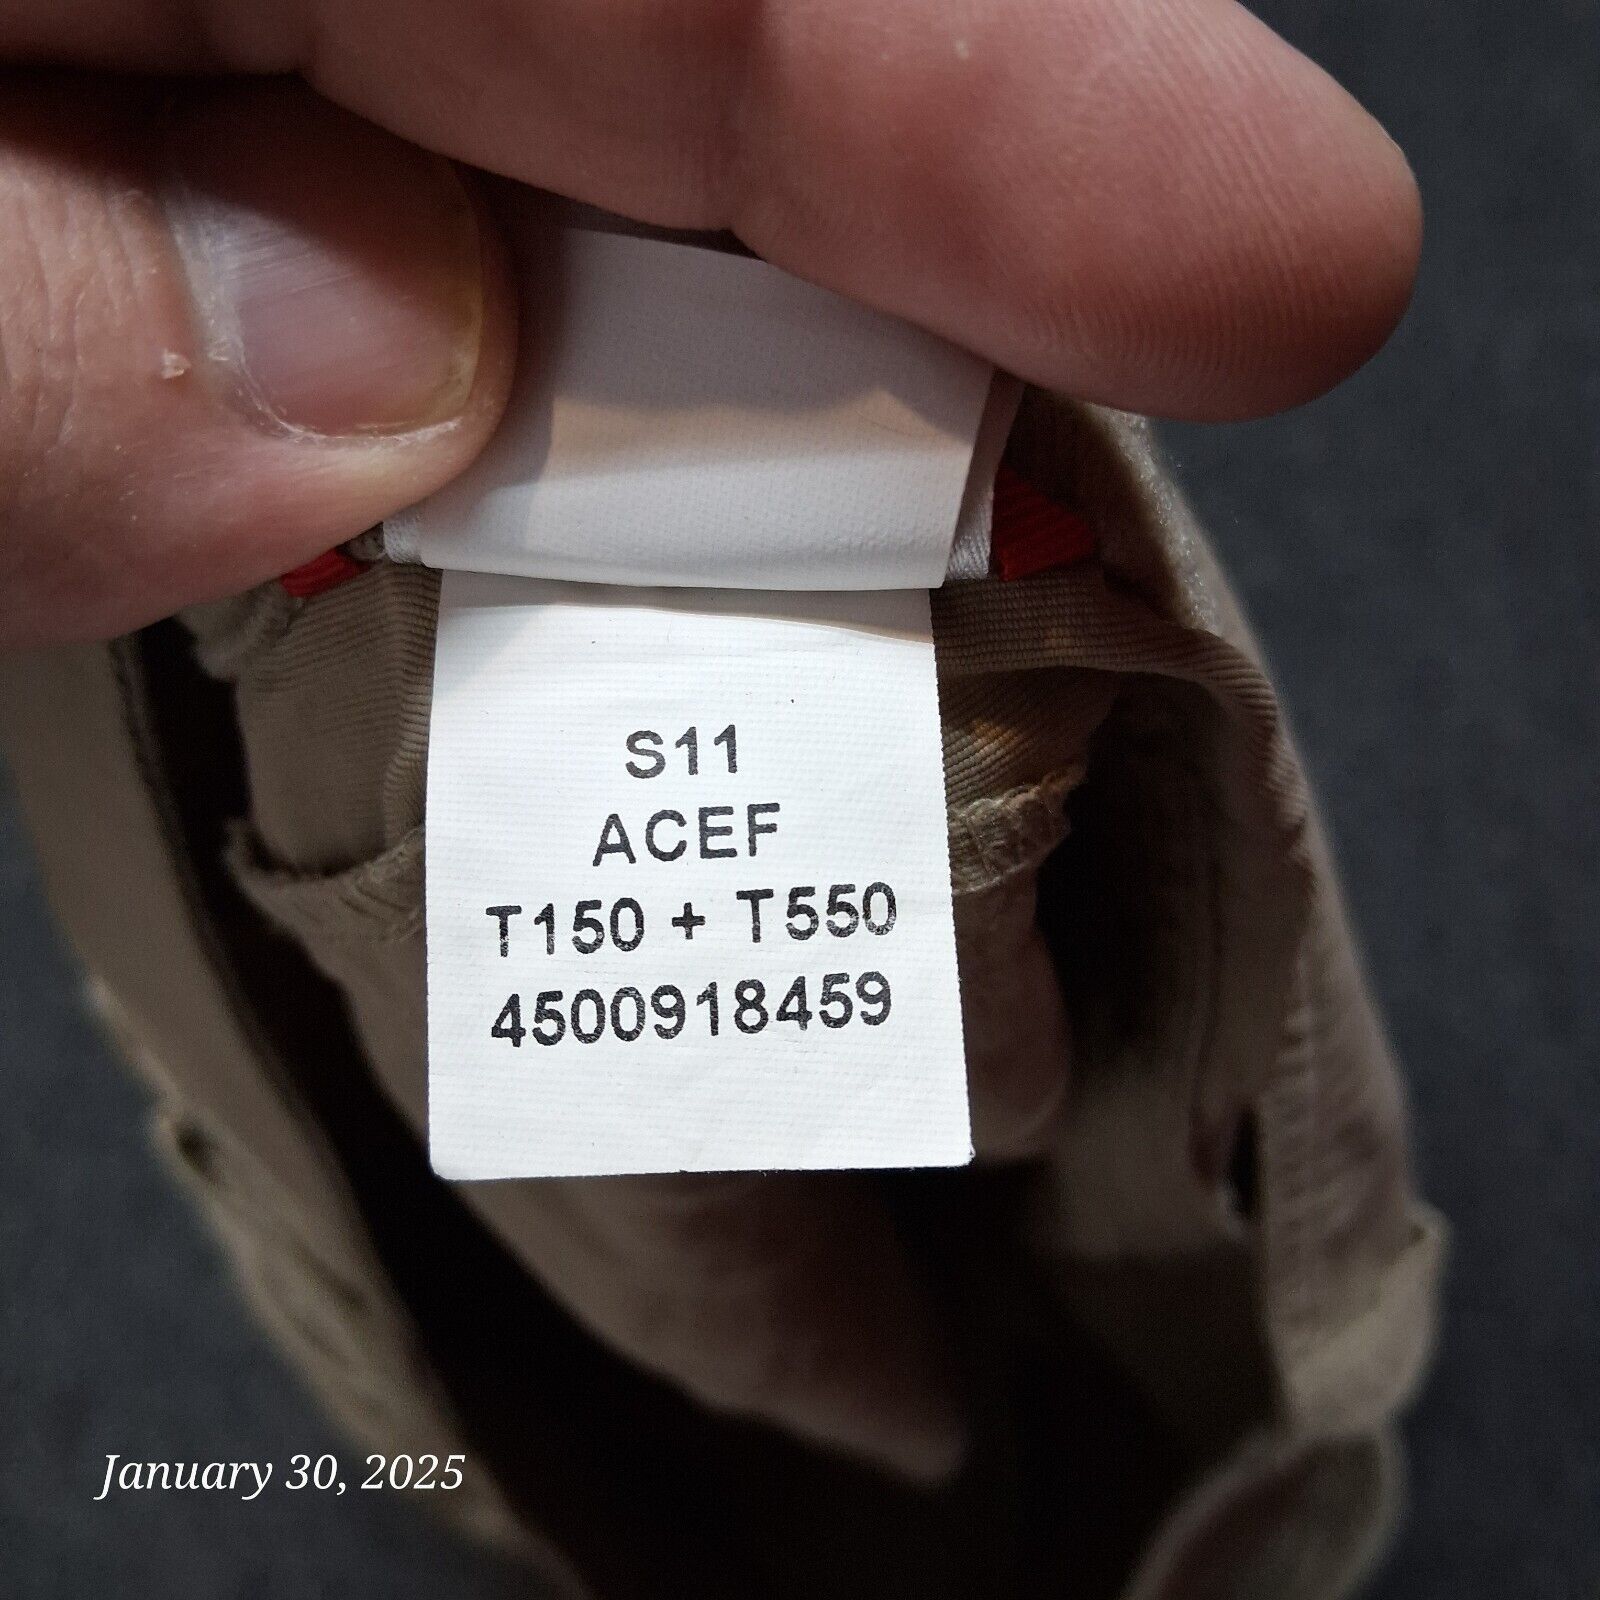 S11
ACEF
T150 + T550
4500918459
January 30, 2025